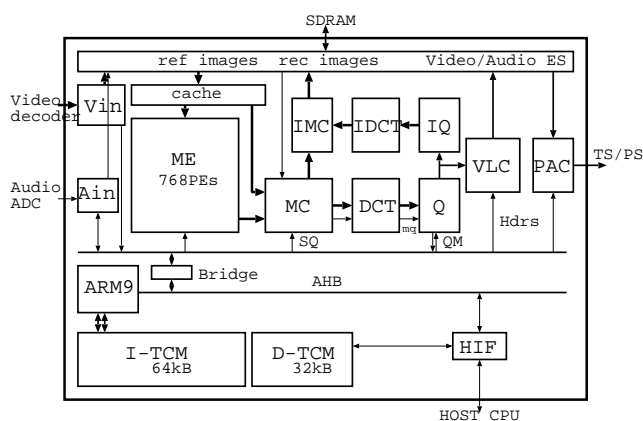 SDRAM
ref images rec images Video/Audio ES
Video decoder
Vin
cache
IMC
IDCT
IQ
ME
768PEs
VLC
PAC
TS/PS
Audio ADC
Ain
MC
DCT
Q
mq
Hdrs
SQ
QM
Bridge
ARM9
AHB
I-TCM
64kB
D-TCM
32kB
HIF
HOST CPU